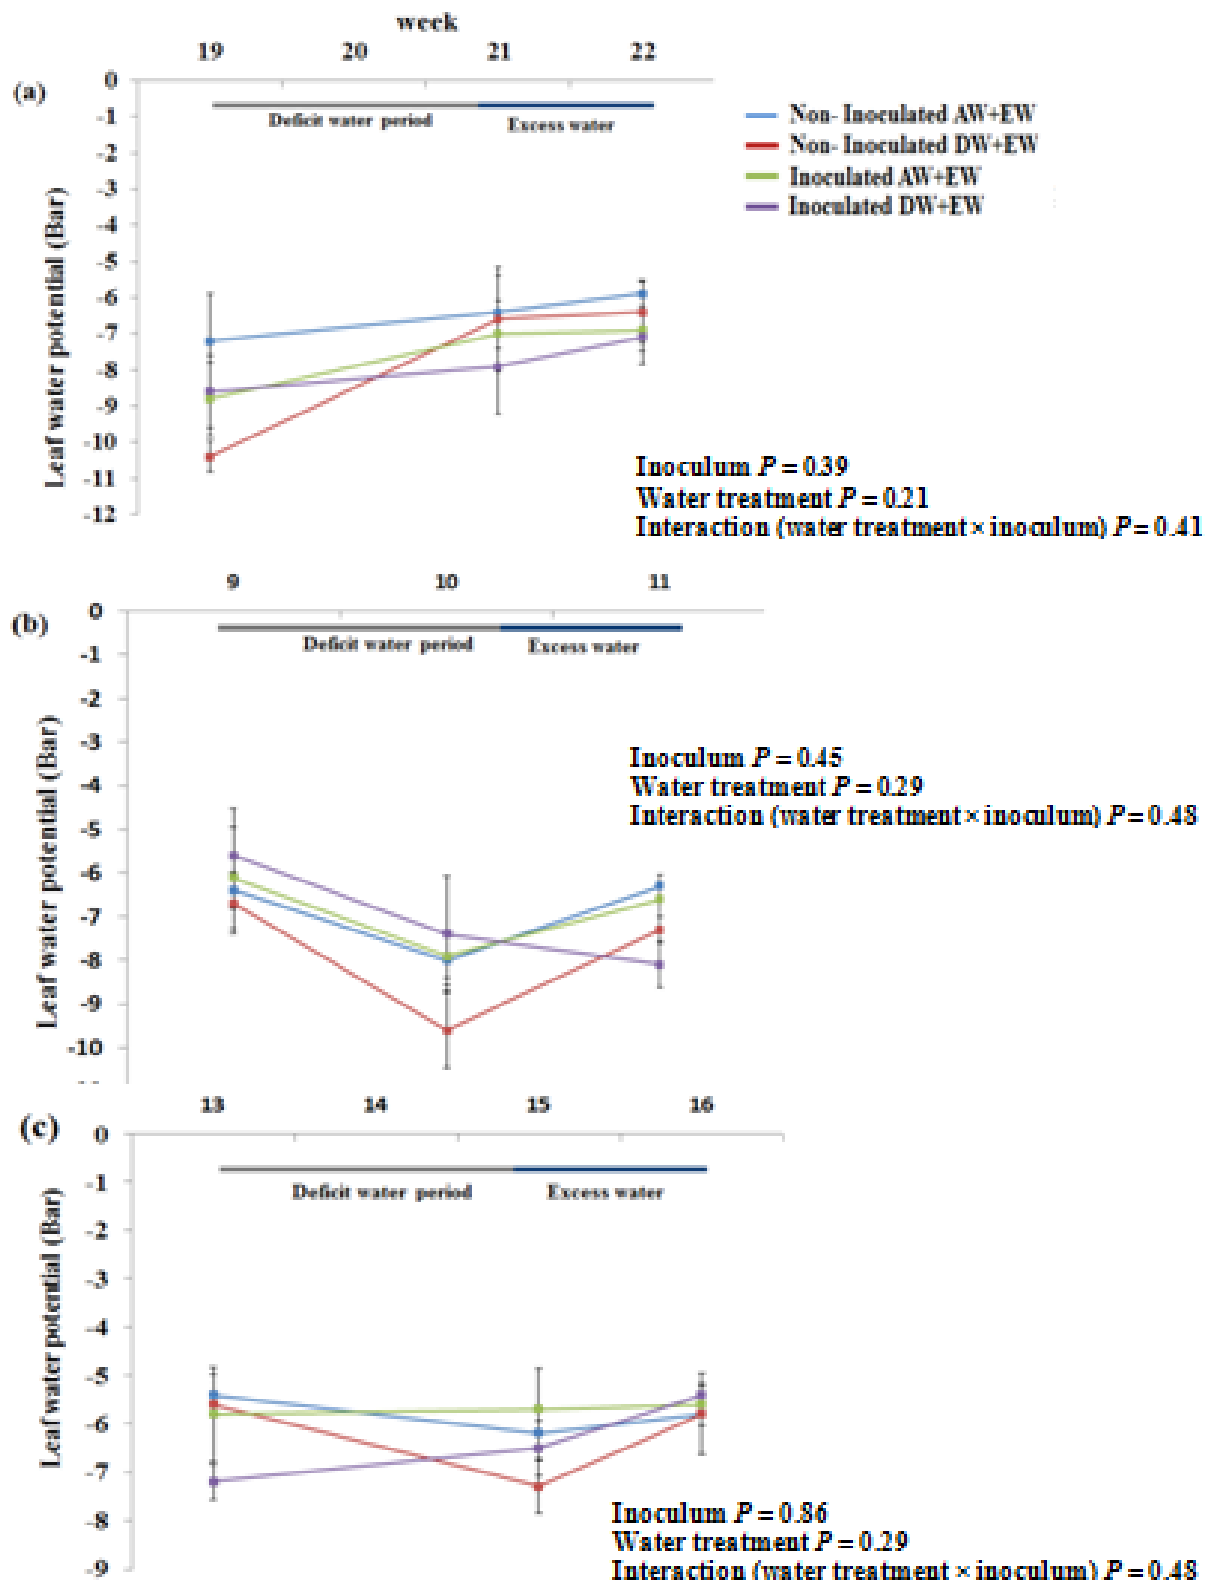 week
19 20 21 22
(a)
0
-1
-2
-3
-4
-5
-6
-7
-8
-9
-10
-11
-12
Leaf water potential (Bar)
Deficit water period
Excess water
Non- Inoculated AW+EW
Non- Inoculated DW+EW
Inoculated AW+EW
Inoculated DW+EW
Inoculum P = 0.39
Water treatment P = 0.21
Interaction (water treatment × inoculum) P = 0.41
9 10 11
(b)
0
-1
-2
-3
-4
-5
-6
-7
-8
-9
-10
Leaf water potential (Bar)
Deficit water period
Excess water
Inoculum P = 0.45
Water treatment P = 0.29
Interaction (water treatment × inoculum) P = 0.48
13 14 15 16
(c)
0
-1
-2
-3
-4
-5
-6
-7
-8
-9
Leaf water potential (Bar)
Deficit water period
Excess water
Inoculum P = 0.86
Water treatment P = 0.29
Interaction (water treatment × inoculum) P = 0.48